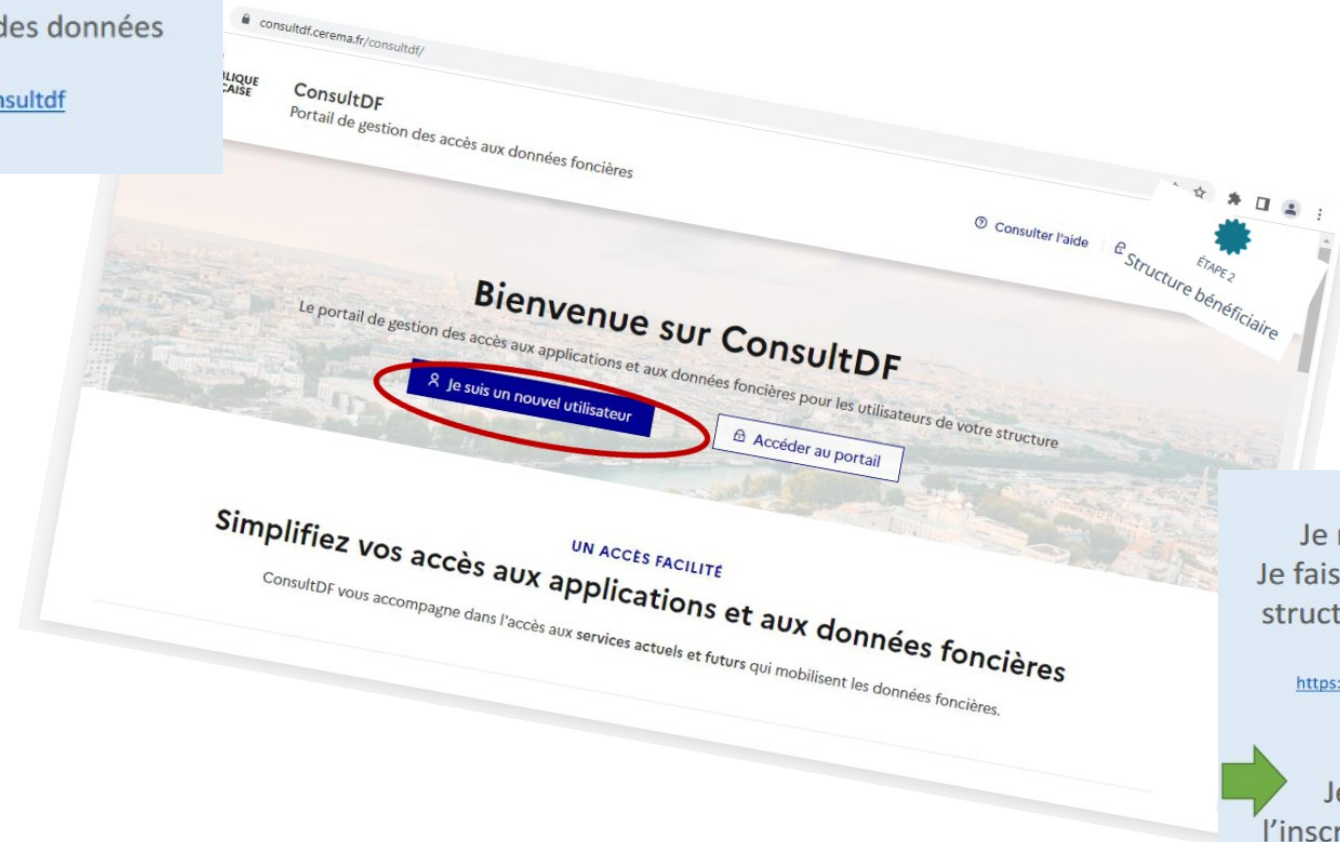 des données
nsultdf
consultdf.cerema.fr/consultdf/
LIQUE
ÇAISE
ConsultDF
Portail de gestion des accès aux données foncières
Consulter l'aide
ÉTAPE 2
Structure bénéficiaire
Bienvenue sur ConsultDF
Le portail de gestion des accès aux applications et aux données foncières pour les utilisateurs de votre structure
Je suis un nouvel utilisateur
Accéder au portail
UN ACCÈS FACILITÉ
Simplifiez vos accès aux applications et aux données foncières
ConsultDF vous accompagne dans l'accès aux services actuels et futurs qui mobilisent les données foncières.
Je
Je fais
struct
https:
Je
l'inscr